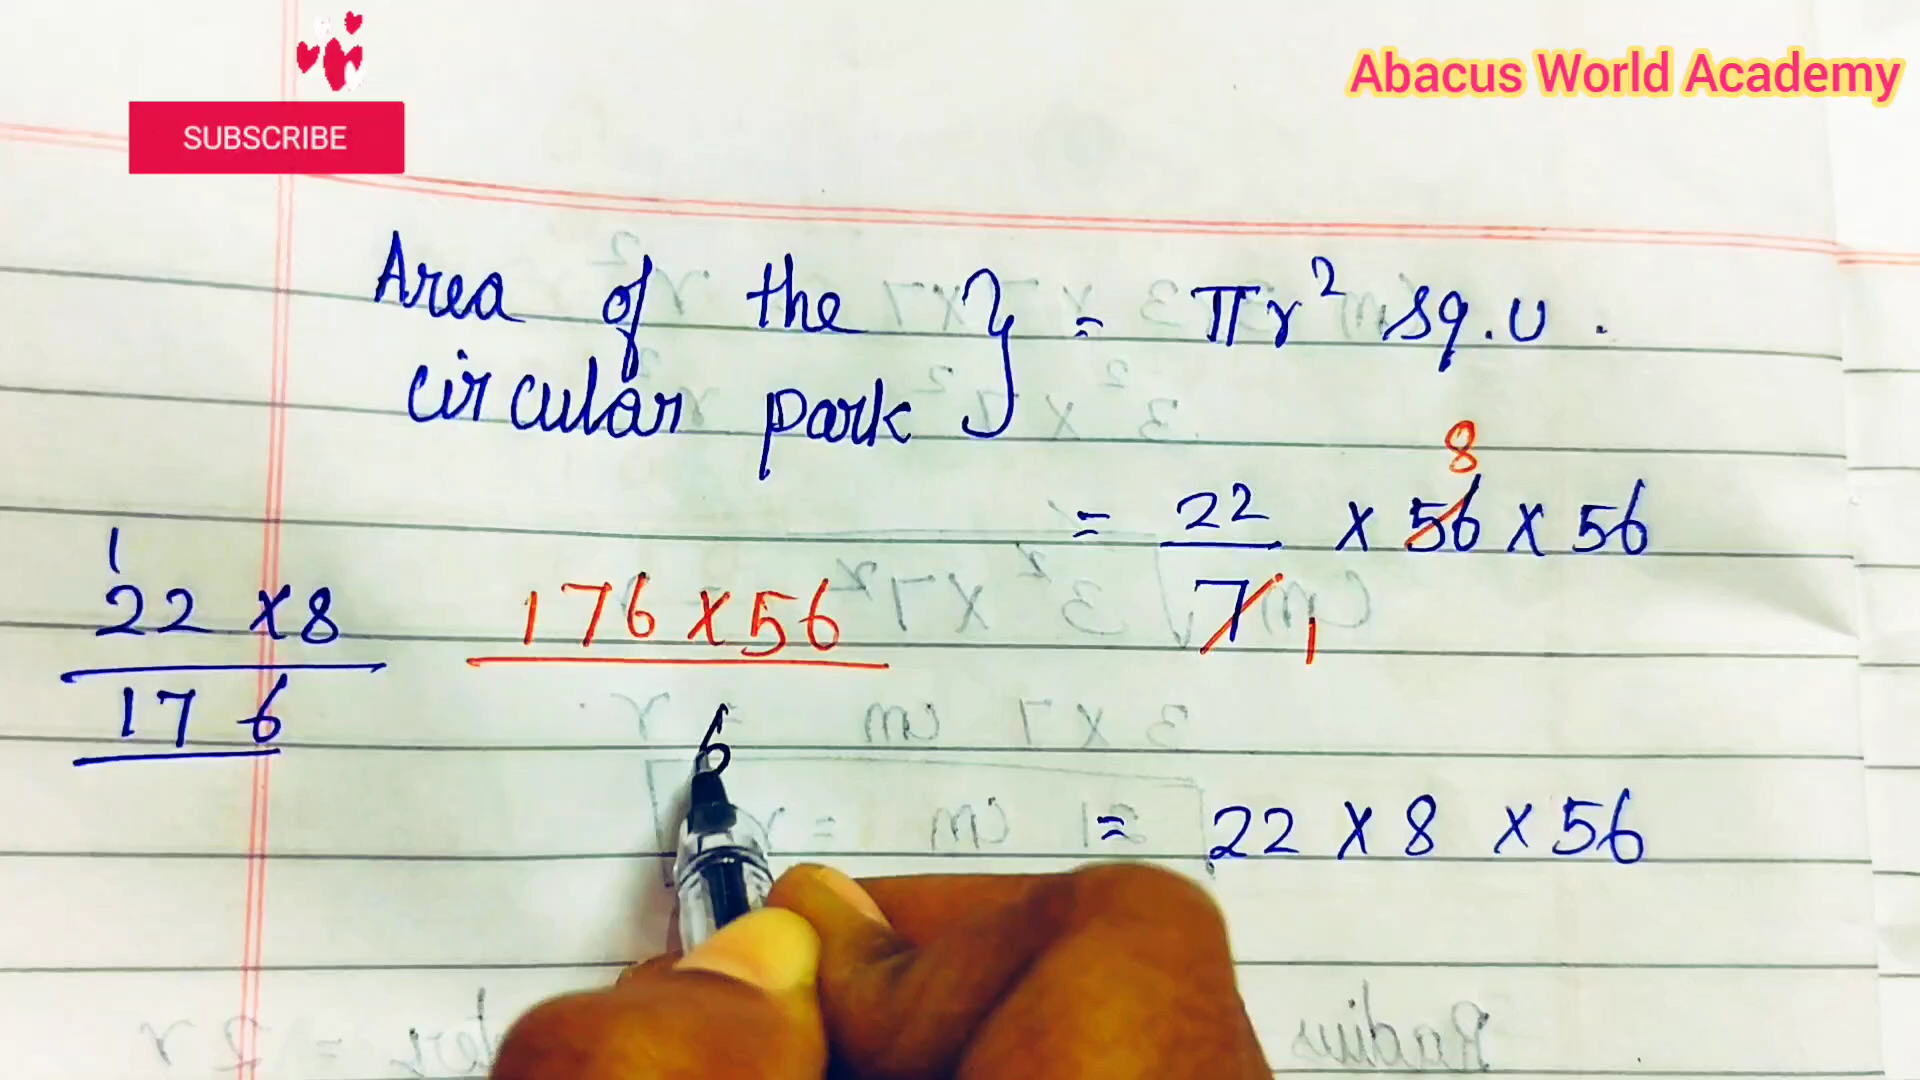 Abacus World Academy
SUBSCRIBE
Area of the } = πr² sq.u.
circular park
8
= 22/7 × 56 × 56
1
1
22 ×8
176
176 ×56
6
= 22 × 8 × 56